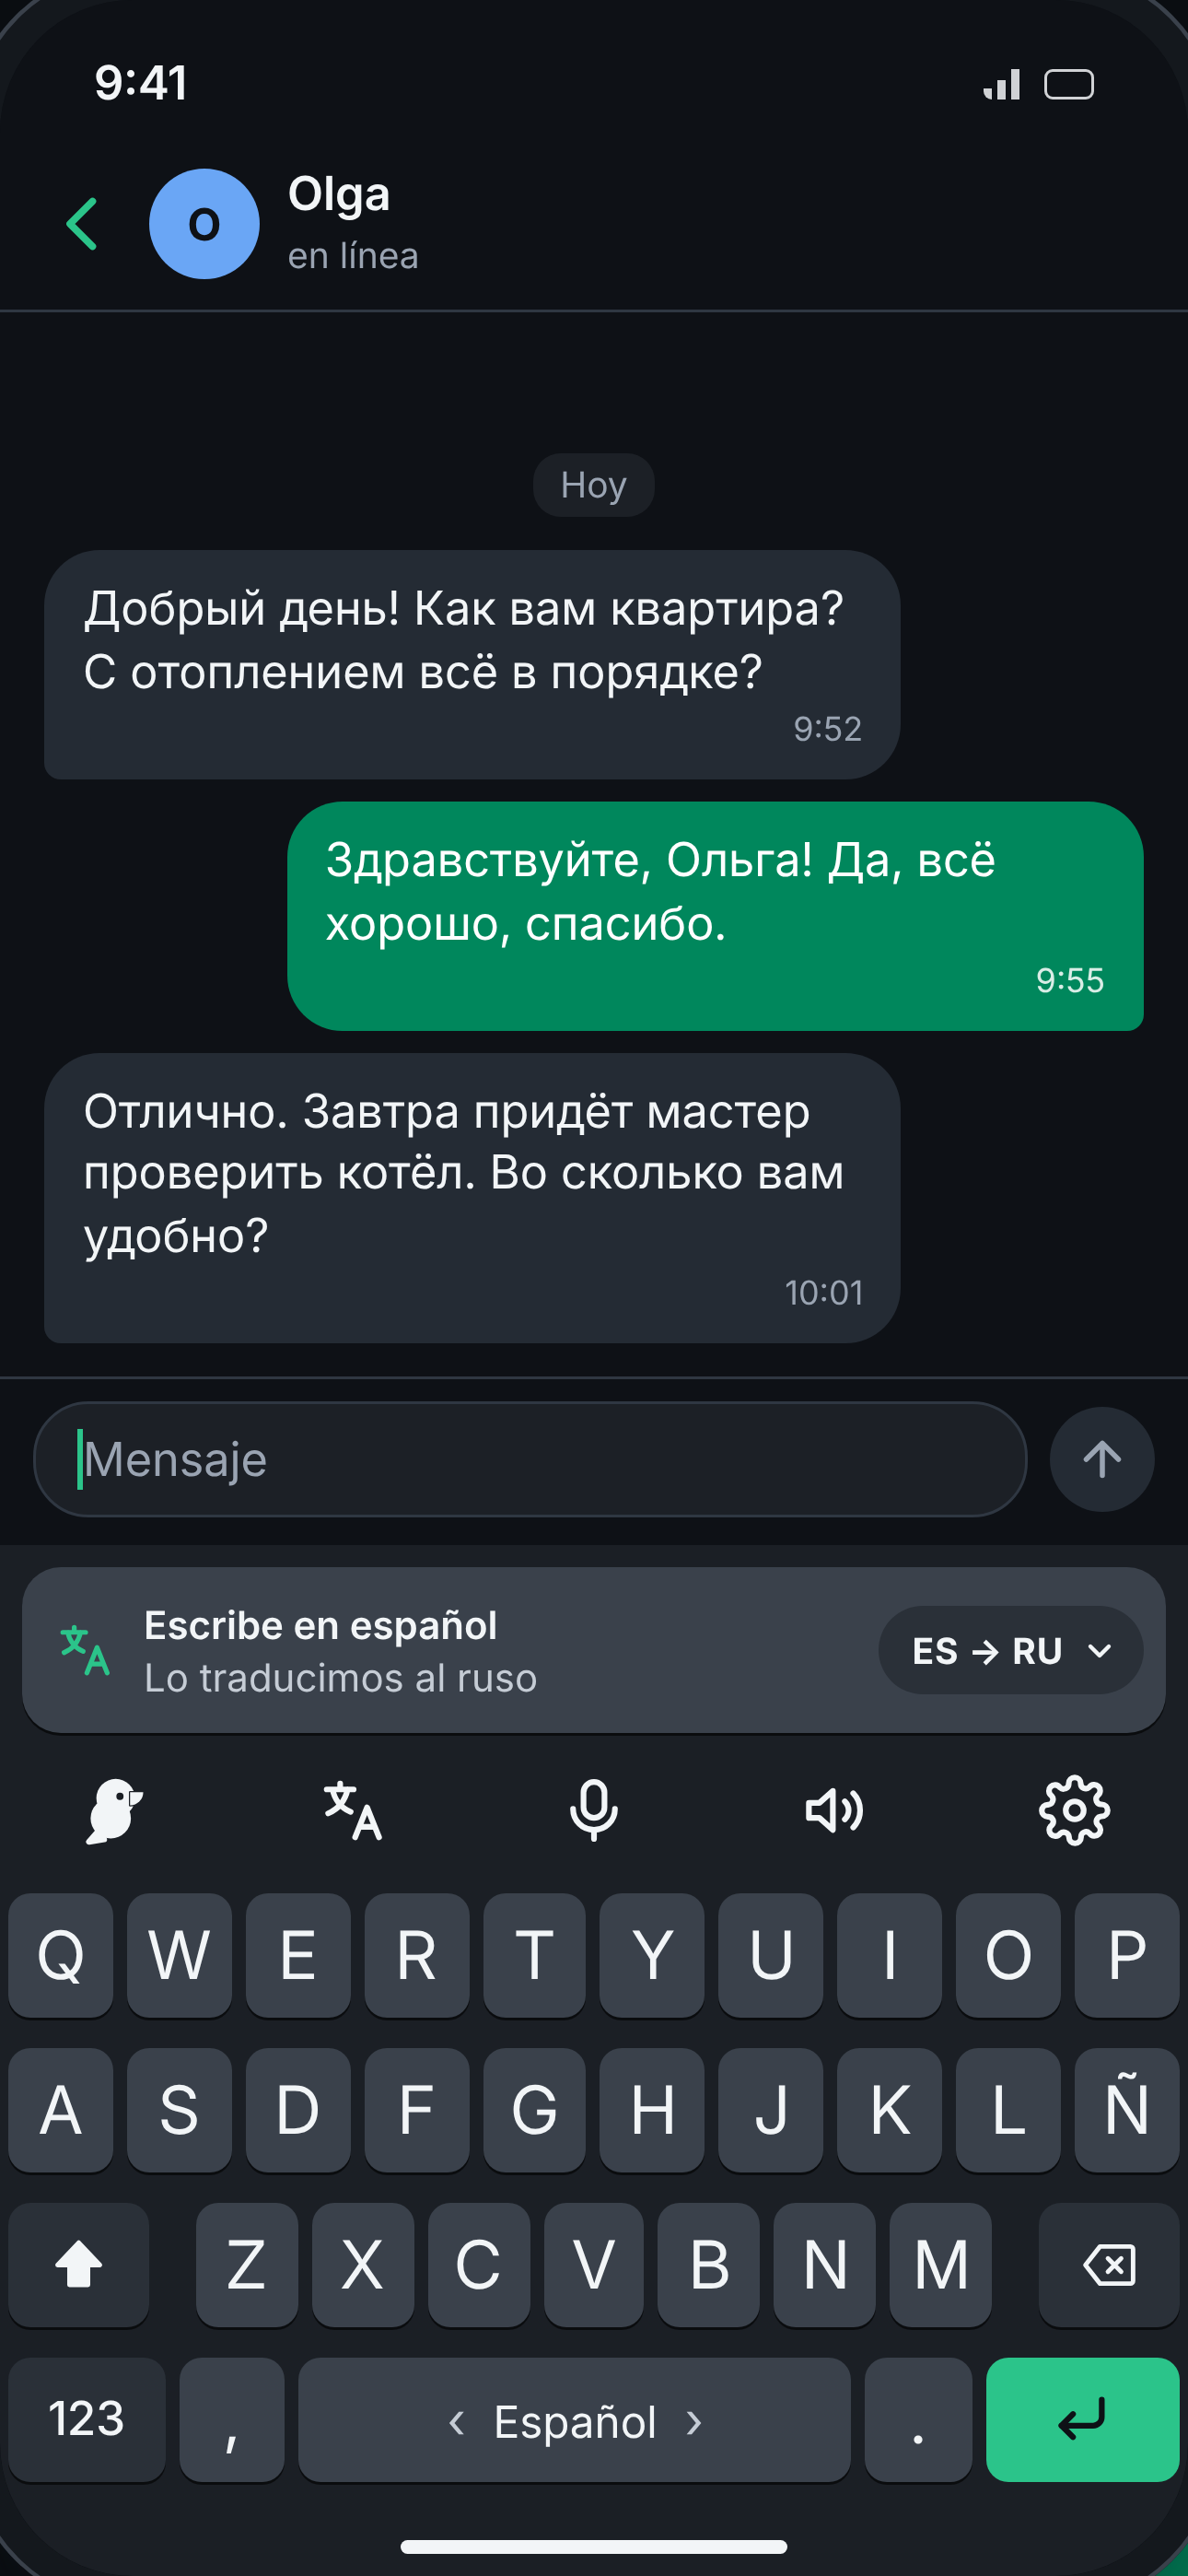 9:41
O
Olga
en línea
Hoy
Добрый день! Как вам квартира?
С отоплением всё в порядке?
9:52
Здравствуйте, Ольга! Да, всё
хорошо, спасибо.
9:55
Отлично. Завтра придёт мастер
проверить котёл. Во сколько вам
удобно?
10:01
Mensaje
Escribe en español
Lo traducimos al ruso
ES → RU
Q W E R T Y U I O P
A S D F G H J K L Ñ
Z X C V B N M
123 , ‹ Español › .